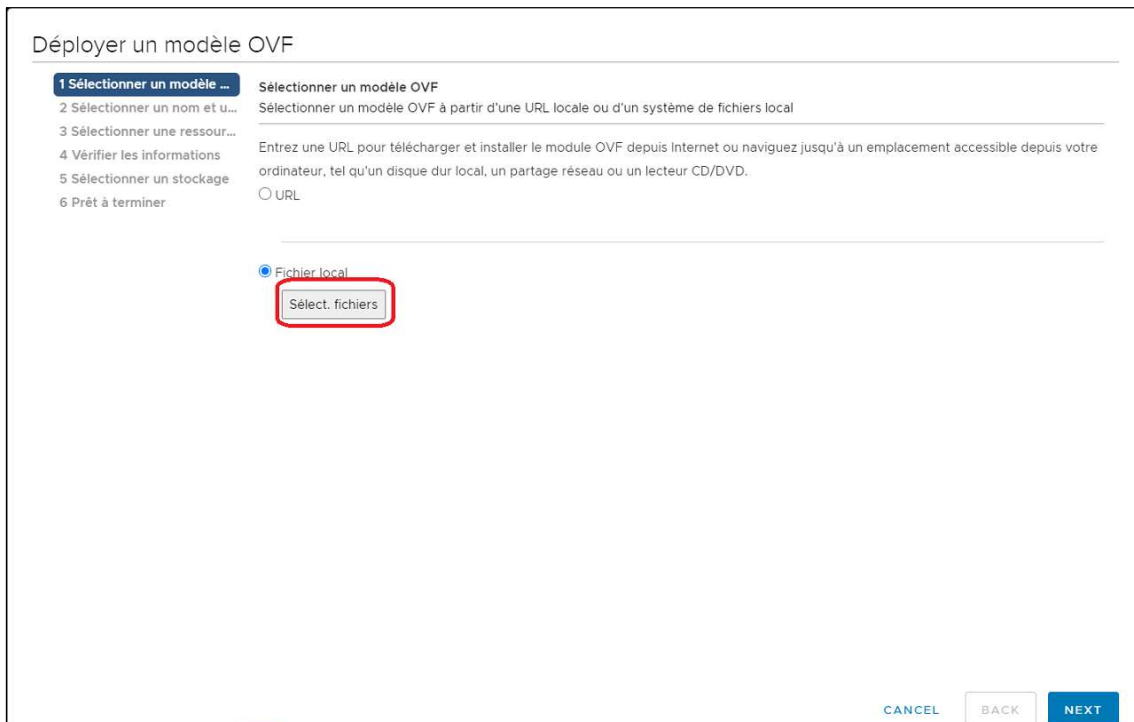 Déployer un modèle OVF
1 Sélectionner un modèle ...
2 Sélectionner un nom et u...
3 Sélectionner une ressour...
4 Vérifier les informations
5 Sélectionner un stockage
6 Prêt à terminer
Sélectionner un modèle OVF
Sélectionner un modèle OVF à partir d'une URL locale ou d'un système de fichiers local
Entrez une URL pour télécharger et installer le module OVF depuis Internet ou naviguez jusqu'à un emplacement accessible depuis votre
ordinateur, tel qu'un disque dur local, un partage réseau ou un lecteur CD/DVD.
URL
Fichier local
Sélect. fichiers
CANCEL
BACK
NEXT